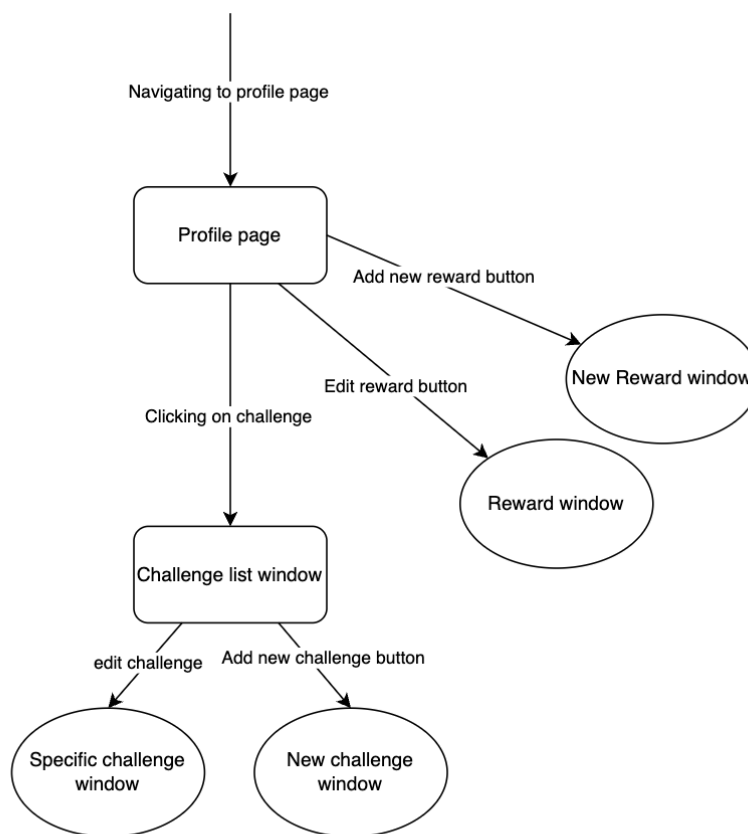 Navigating to profile page
Profile page
Add new reward button
New Reward window
Edit reward button
Clicking on challenge
Reward window
Challenge list window
edit challenge
Add new challenge button
Specific challenge
window
New challenge
window